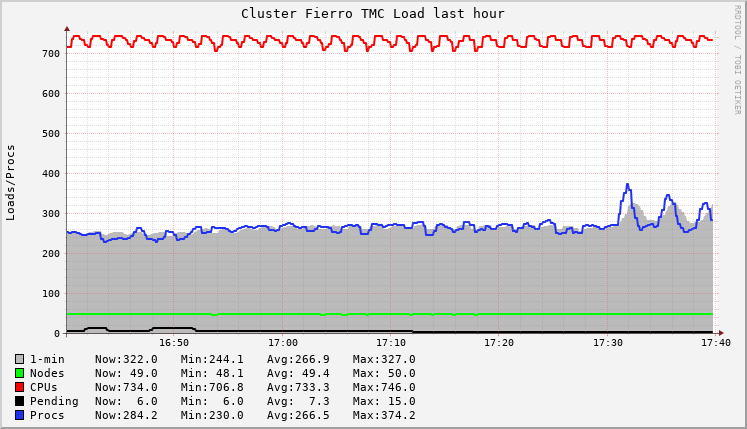 Cluster Fierro TMC Load last hour
RRDTOOL / TOBI OETIKER
Loads/Procs
700
600
500
400
300
200
100
0
16:50 17:00 17:10 17:20 17:30 17:40
1-min Now:322.0 Min:244.1 Avg:266.9 Max:327.0
Nodes Now: 49.0 Min: 48.1 Avg: 49.4 Max: 50.0
CPUs Now:734.0 Min:706.8 Avg:733.3 Max:746.0
Pending Now: 6.0 Min: 6.0 Avg: 7.3 Max: 15.0
Procs Now:284.2 Min:230.0 Avg:266.5 Max:374.2